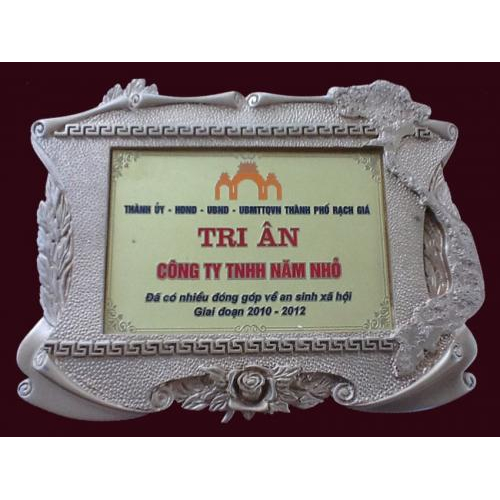 THÀNH ỦY - HĐND - UBND - UBMTTQVN THÀNH PHỐ RẠCH GIÁ
TRI ÂN
CÔNG TY TNHH NĂM NHỎ
Đã có nhiều đóng góp về an sinh xã hội
Giai đoạn 2010 - 2012